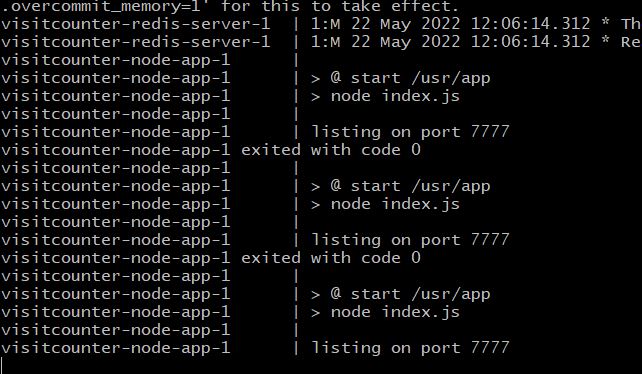 .overcommit_memory=1' for this to take effect.
visitcounter-redis-server-1  | 1:M 22 May 2022 12:06:14.312 * Th
visitcounter-redis-server-1  | 1:M 22 May 2022 12:06:14.312 * Re
visitcounter-node-app-1      |
visitcounter-node-app-1      | > @ start /usr/app
visitcounter-node-app-1      | > node index.js
visitcounter-node-app-1      |
visitcounter-node-app-1      | listing on port 7777
visitcounter-node-app-1 exited with code 0
visitcounter-node-app-1      |
visitcounter-node-app-1      | > @ start /usr/app
visitcounter-node-app-1      | > node index.js
visitcounter-node-app-1      |
visitcounter-node-app-1      | listing on port 7777
visitcounter-node-app-1 exited with code 0
visitcounter-node-app-1      |
visitcounter-node-app-1      | > @ start /usr/app
visitcounter-node-app-1      | > node index.js
visitcounter-node-app-1      |
visitcounter-node-app-1      | listing on port 7777